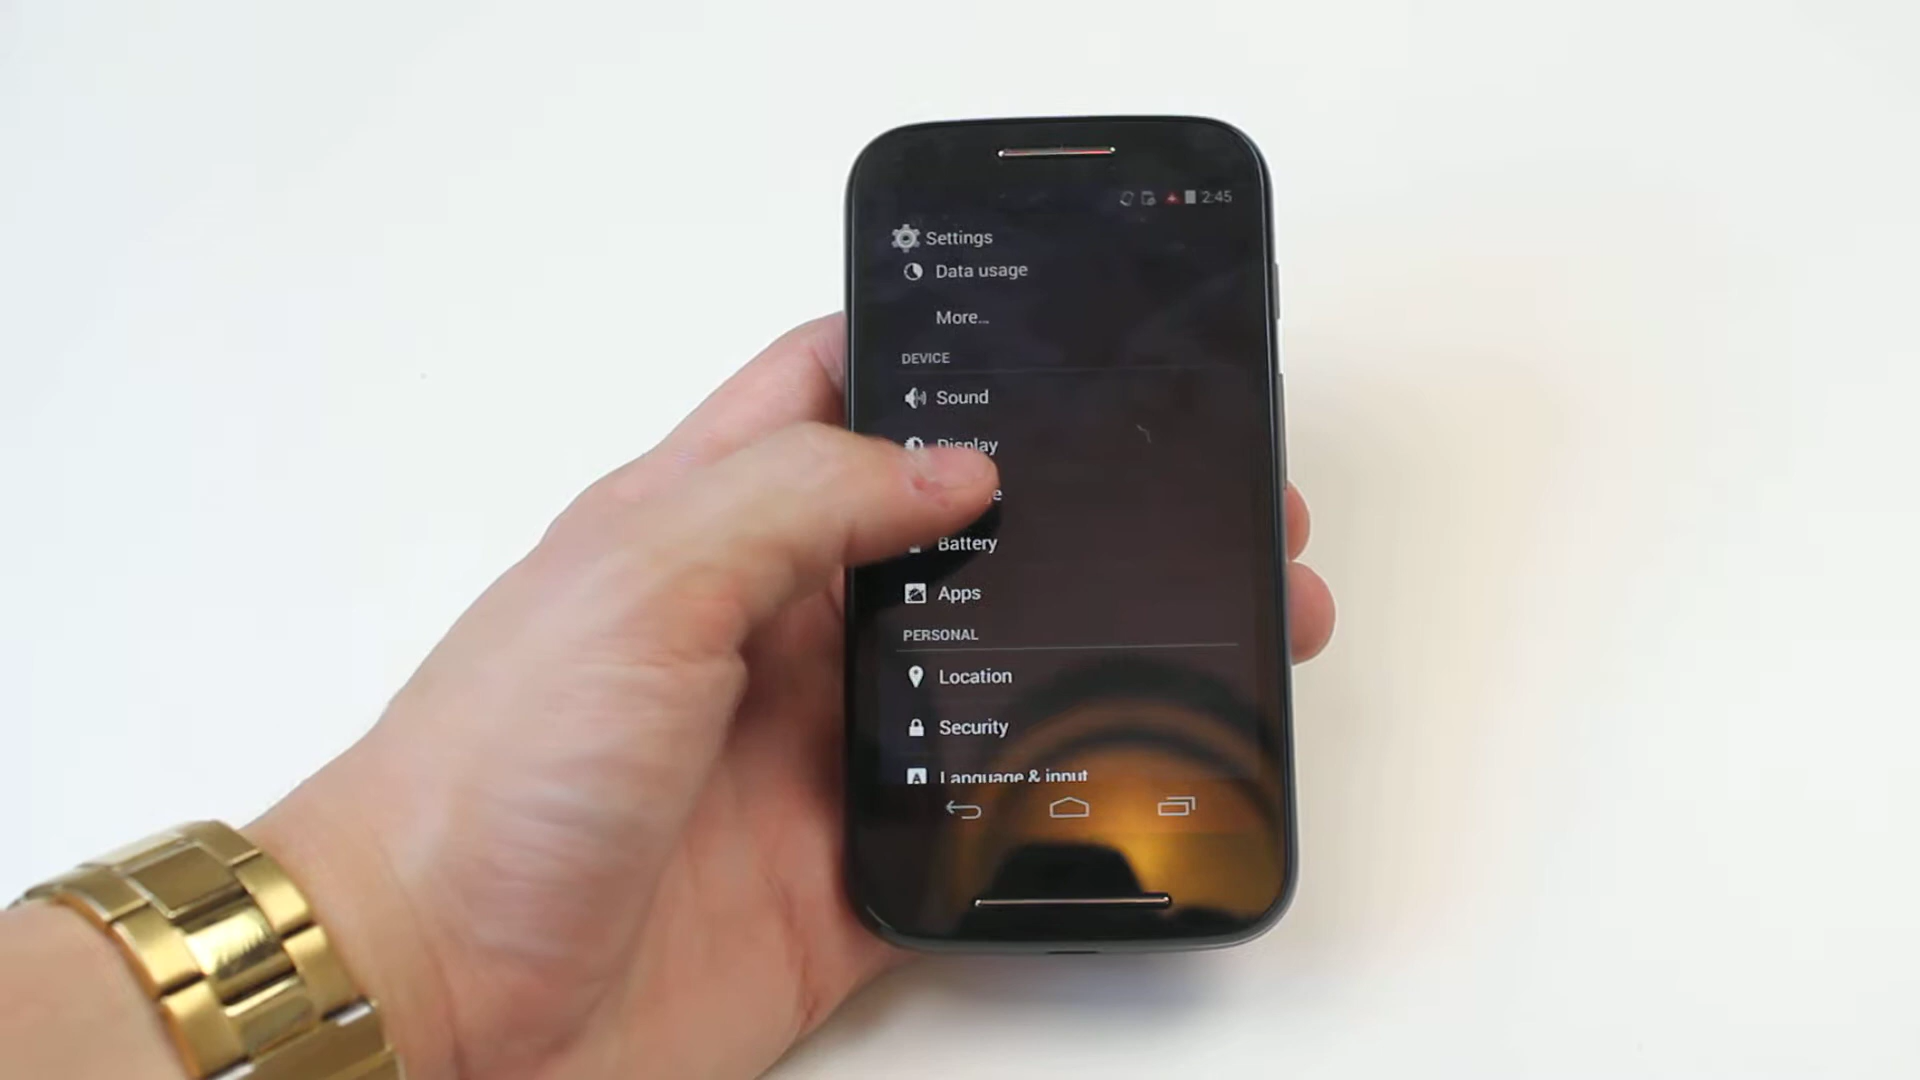 2:45
Settings
Data usage
More...
DEVICE
Sound
Display
Battery
Apps
PERSONAL
Location
Security
Language & input